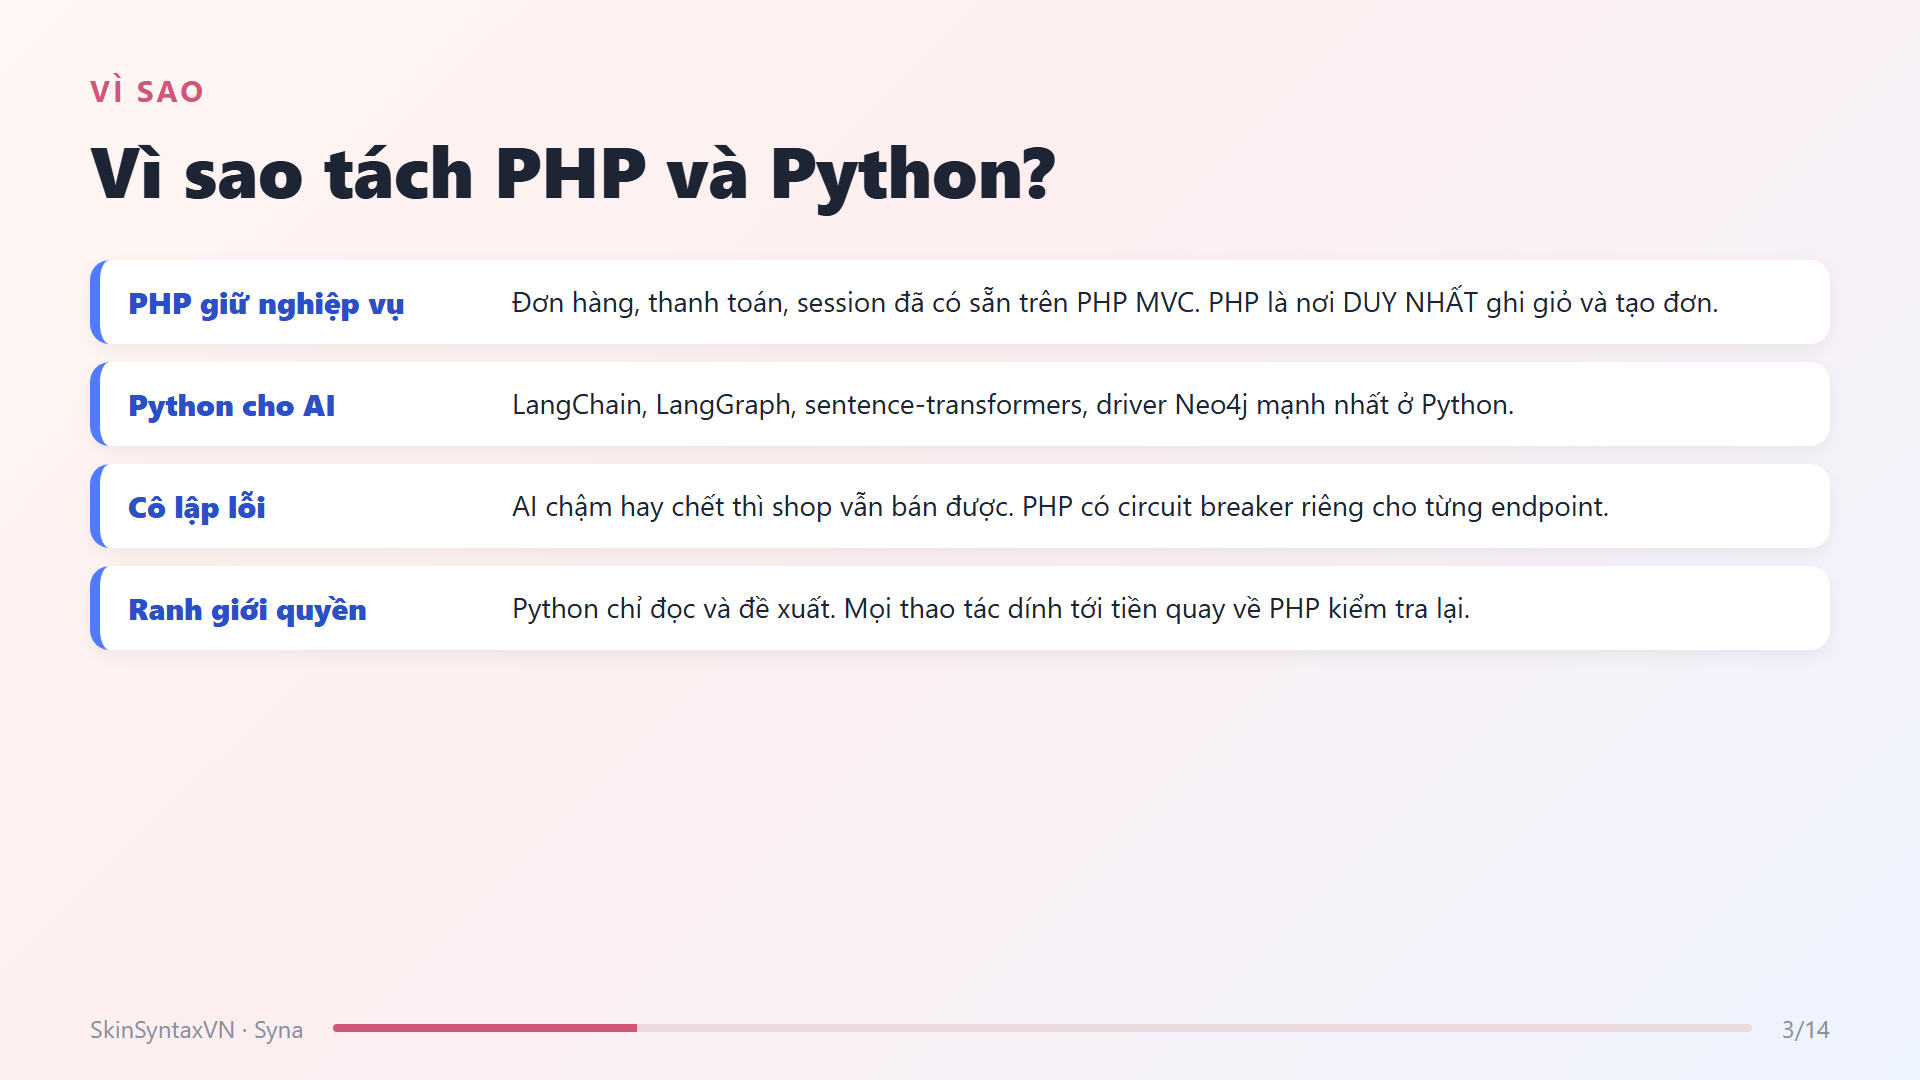 VÌ SAO
Vì sao tách PHP và Python?
PHP giữ nghiệp vụ
Đơn hàng, thanh toán, session đã có sẵn trên PHP MVC. PHP là nơi DUY NHẤT ghi giỏ và tạo đơn.
Python cho AI
LangChain, LangGraph, sentence-transformers, driver Neo4j mạnh nhất ở Python.
Cô lập lỗi
AI chậm hay chết thì shop vẫn bán được. PHP có circuit breaker riêng cho từng endpoint.
Ranh giới quyền
Python chỉ đọc và đề xuất. Mọi thao tác dính tới tiền quay về PHP kiểm tra lại.
SkinSyntaxVN · Syna
3/14